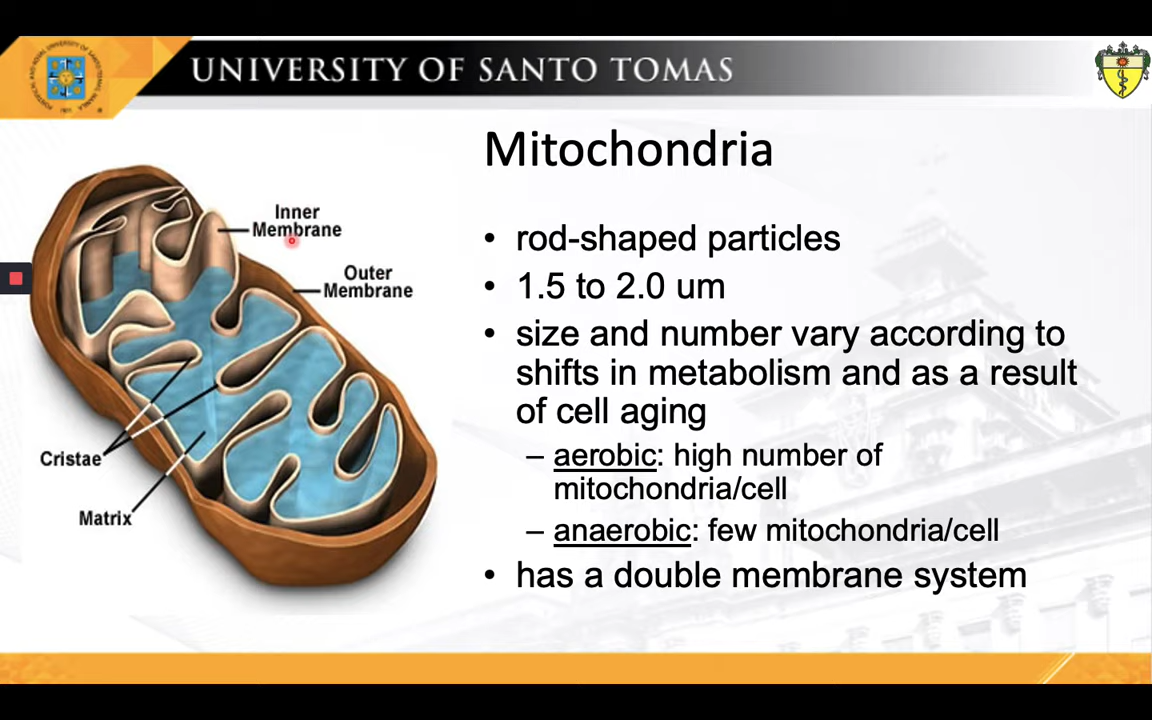 UNIVERSITY OF SANTO TOMAS
Mitochondria
Inner
Membrane
Outer
Membrane
Cristae
Matrix
• rod-shaped particles
• 1.5 to 2.0 um
• size and number vary according to
shifts in metabolism and as a result
of cell aging
– aerobic: high number of
mitochondria/cell
– anaerobic: few mitochondria/cell
• has a double membrane system